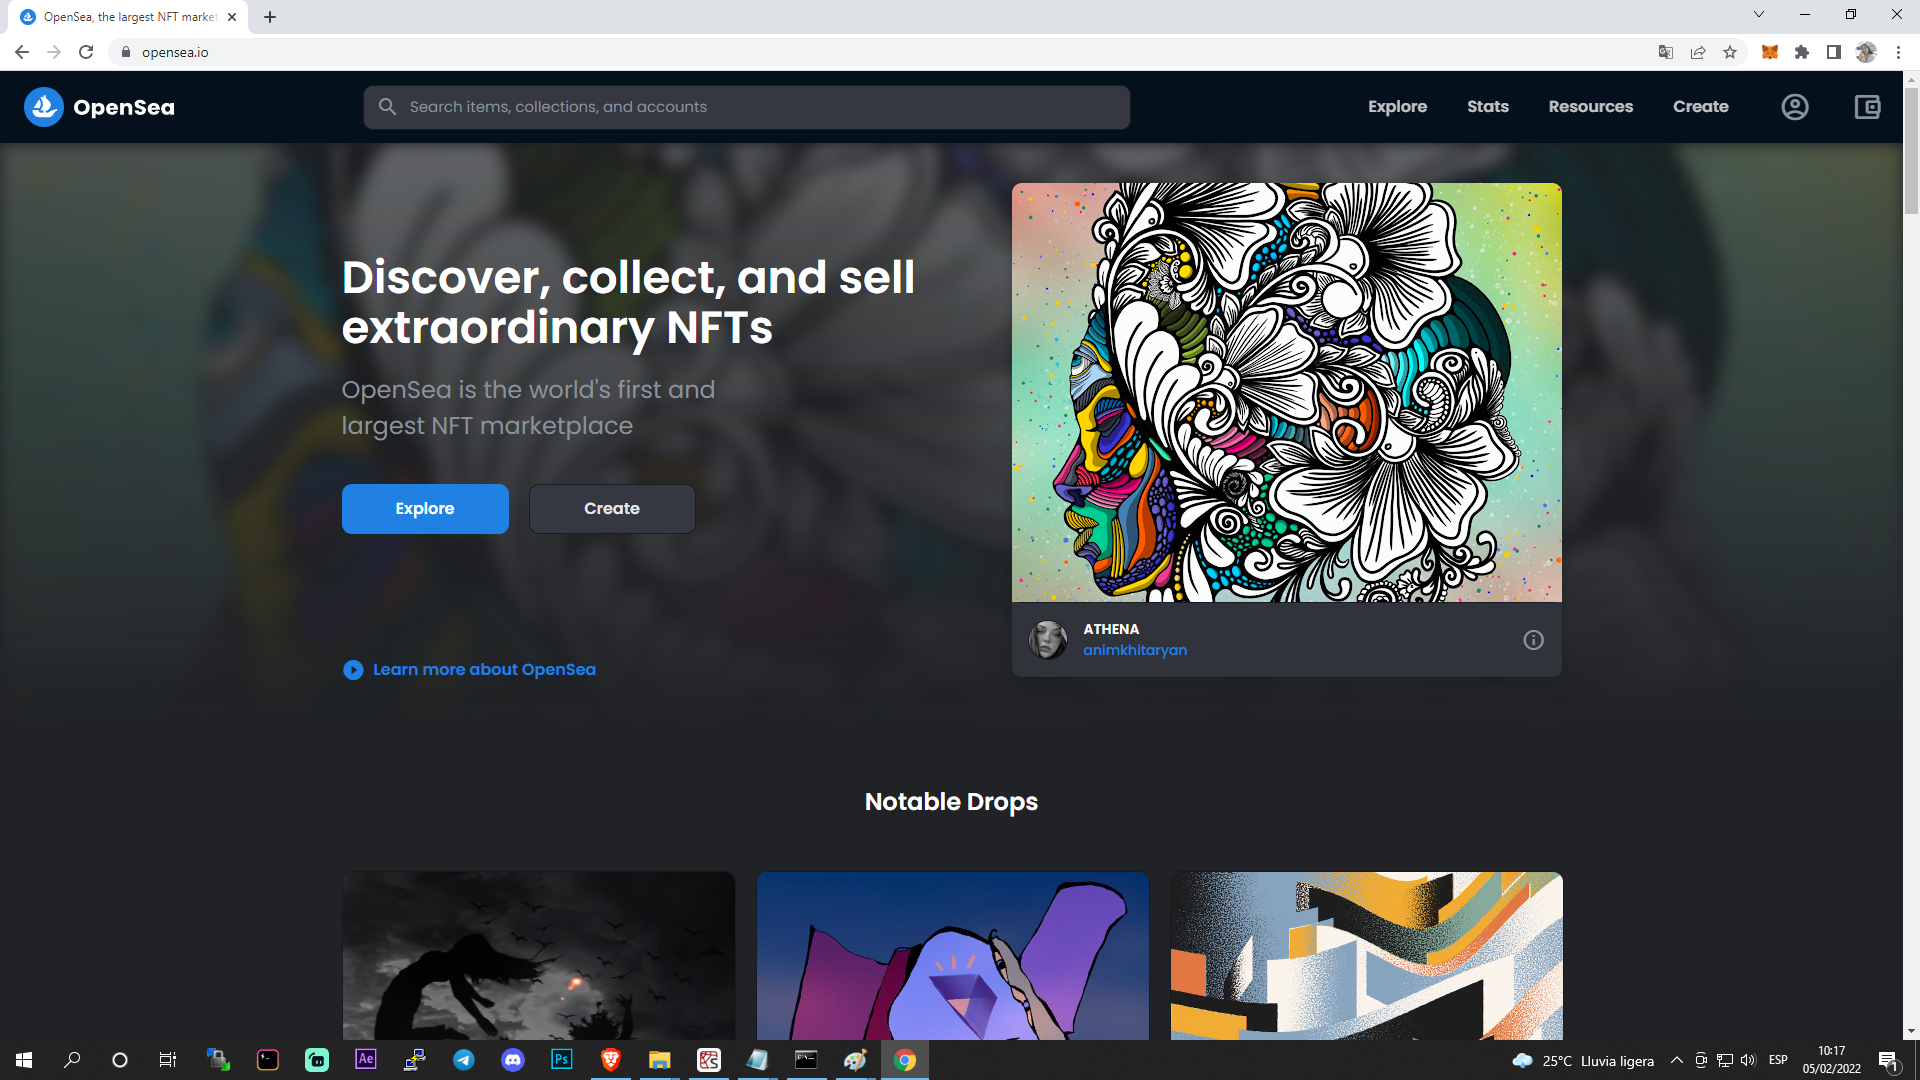 OpenSea, the largest NFT market
opensea.io
OpenSea
Search items, collections, and accounts
Explore
Stats
Resources
Create
Discover, collect, and sell
extraordinary NFTs
OpenSea is the world's first and
largest NFT marketplace
Explore
Create
Learn more about OpenSea
ATHENA
animkhitaryan
Notable Drops
Ae
Ps
25°C Lluvia ligera
ESP
10:17
05/02/2022
1